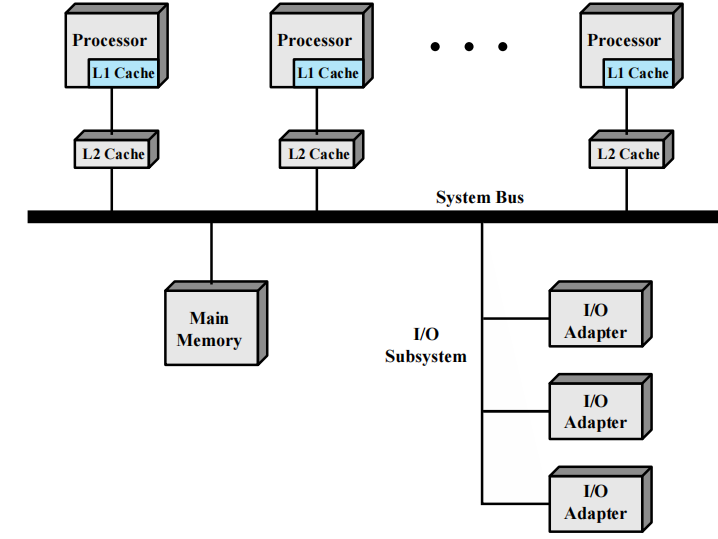 Processor
L1 Cache
Processor
L1 Cache
Processor
L1 Cache
L2 Cache
L2 Cache
L2 Cache
System Bus
Main
Memory
I/O
Subsystem
I/O
Adapter
I/O
Adapter
I/O
Adapter